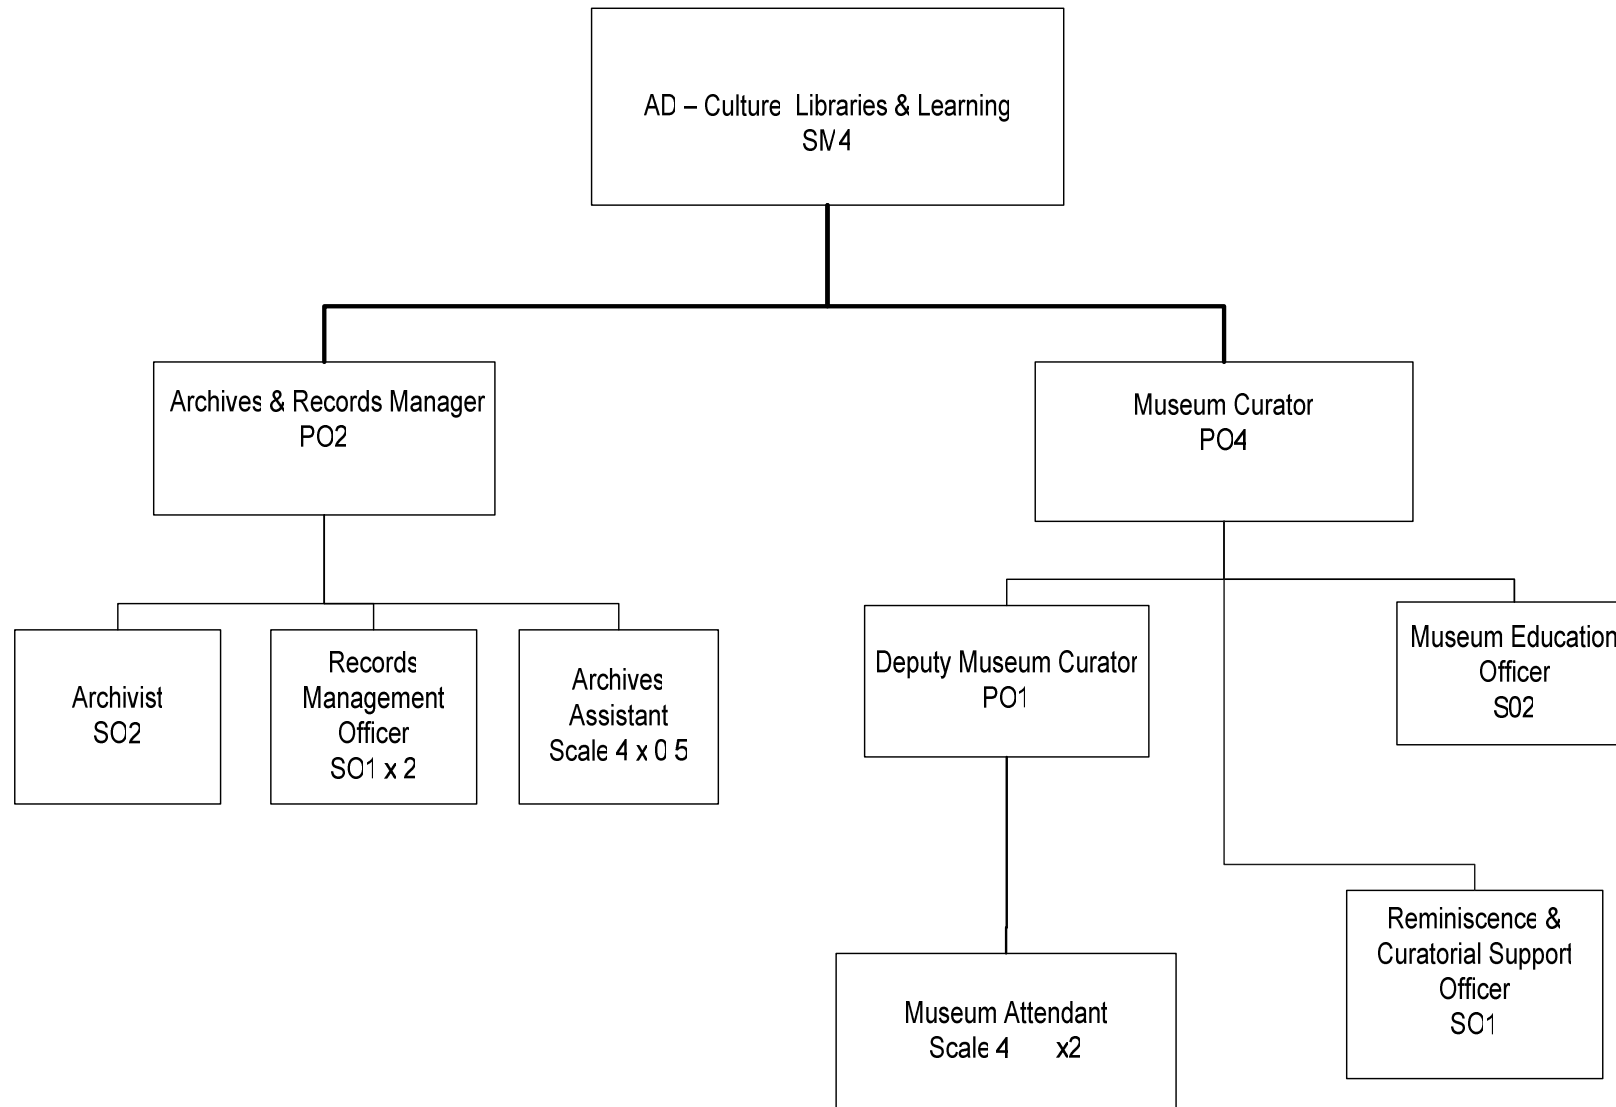 AD – Culture Libraries & Learning
SM4
Archives & Records Manager
PO2
Museum Curator
PO4
Archivist
SO2
Records
Management
Officer
SO1 x 2
Archives
Assistant
Scale 4 x 0 5
Deputy Museum Curator
PO1
Museum Education
Officer
S02
Museum Attendant
Scale 4 x2
Reminiscence &
Curatorial Support
Officer
SO1